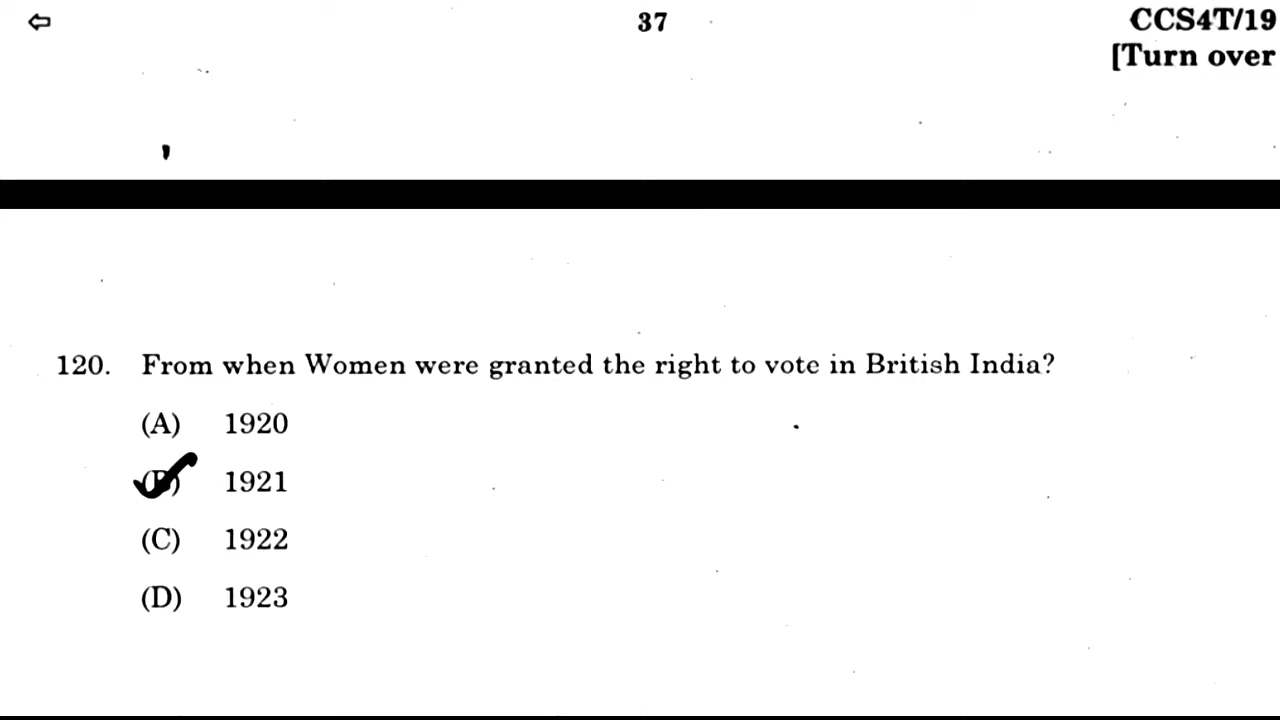 37
CCS4T/19
[Turn over
120. From when Women were granted the right to vote in British India?
(A) 1920
(B) 1921
(C) 1922
(D) 1923